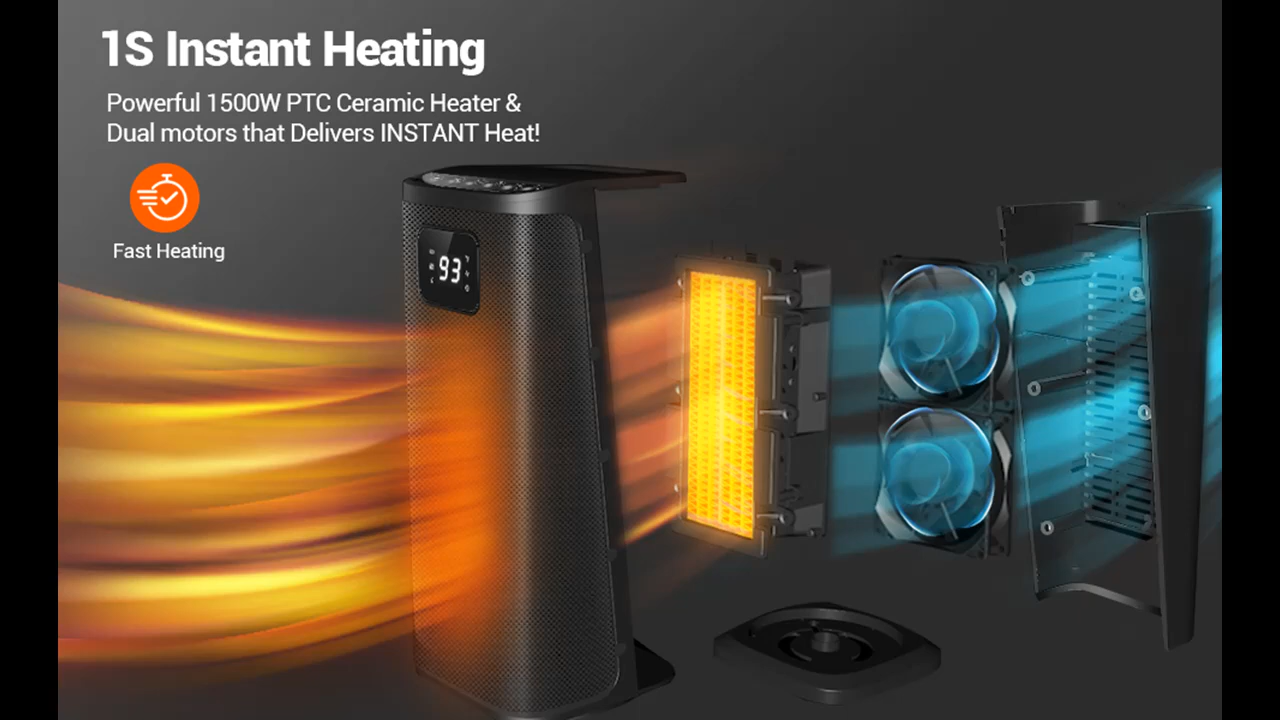 1S Instant Heating
Powerful 1500W PTC Ceramic Heater &
Dual motors that Delivers INSTANT Heat!
Fast Heating
93